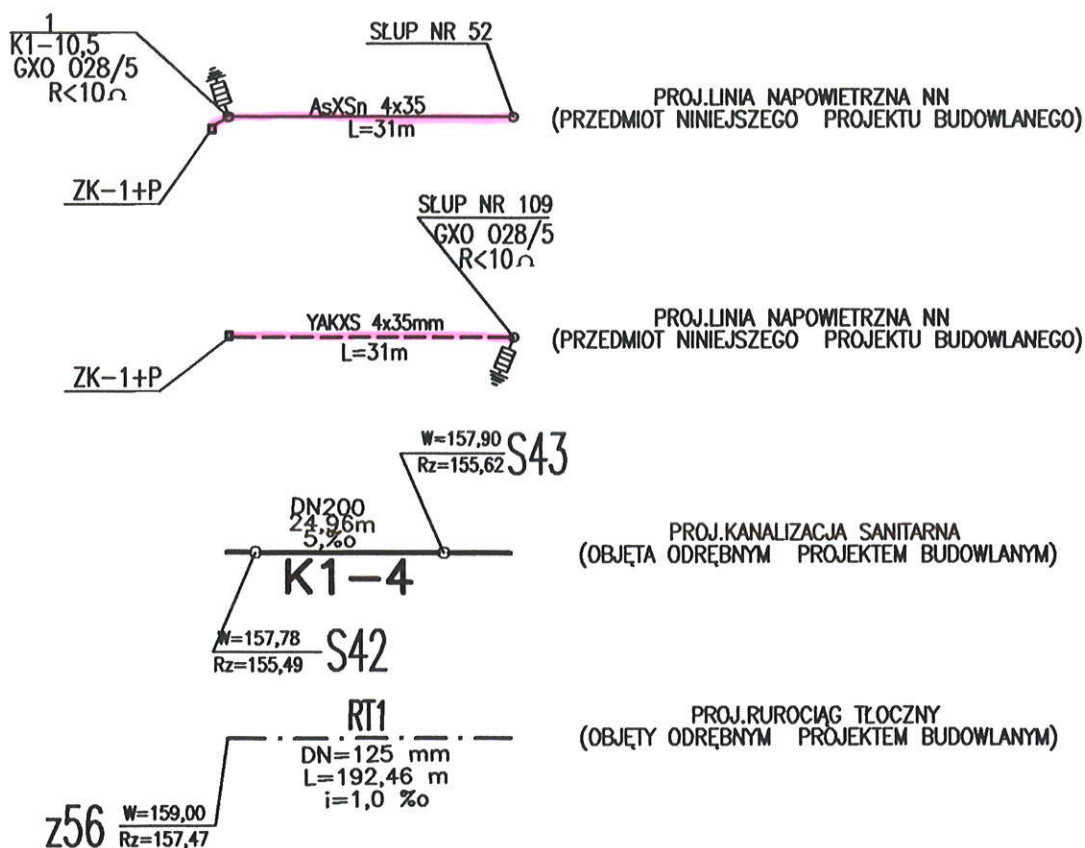 1
K1-10,5
GXO 028/5
R<10Ω
SŁUP NR 52
AsXSn 4x35
L=31m
PROJ.LINIA NAPOWIETRZNA NN
(PRZEDMIOT NINIEJSZEGO PROJEKTU BUDOWLANEGO)
ZK-1+P
SŁUP NR 109
GXO 028/5
R<10Ω
YAKXS 4x35mm
L=31m
PROJ.LINIA NAPOWIETRZNA NN
(PRZEDMIOT NINIEJSZEGO PROJEKTU BUDOWLANEGO)
ZK-1+P
W=157,90
Rz=155,62
S43
DN200
24,96m
5,‰
K1-4
PROJ.KANALIZACJA SANITARNA
(OBJĘTA ODRĘBNYM PROJEKTEM BUDOWLANYM)
W=157,78
Rz=155,49
S42
RT1
DN=125 mm
L=192,46 m
i=1,0 ‰
PROJ.RUROCIĄG TŁOCZNY
(OBJĘTY ODRĘBNYM PROJEKTEM BUDOWLANYM)
z56
W=159,00
Rz=157,47